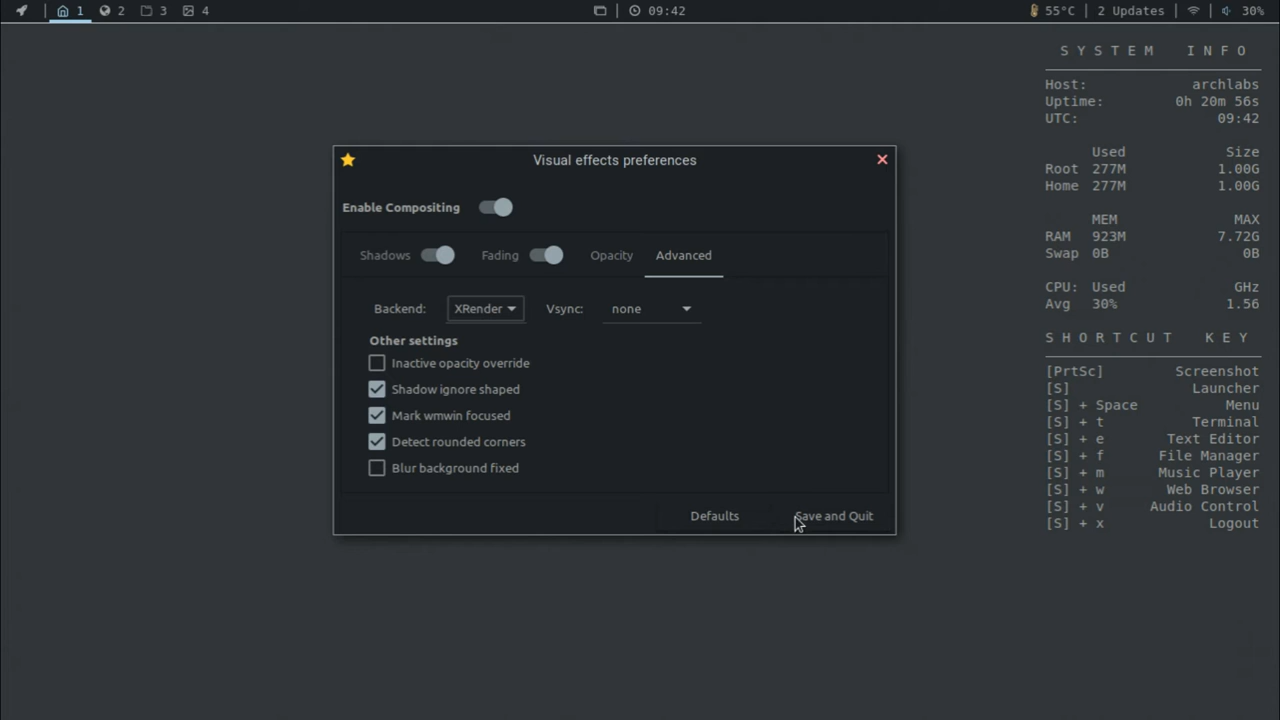 1 2 3 4 09:42 55°C 2 Updates 30%
SYSTEM INFO
Host: archlabs
Uptime: 0h 20m 56s
UTC: 09:42
Used Size
Root 277M 1.00G
Home 277M 1.00G
MEM MAX
RAM 923M 7.72G
Swap 0B 0B
CPU: Used GHz
Avg 30% 1.56
SHORTCUT KEY
[PrtSc] Screenshot
[S] Launcher
[S] + Space Menu
[S] + t Terminal
[S] + e Text Editor
[S] + f File Manager
[S] + m Music Player
[S] + w Web Browser
[S] + v Audio Control
[S] + x Logout
Visual effects preferences
Enable Compositing
Shadows Fading Opacity Advanced
Backend: XRender Vsync: none
Other settings
Inactive opacity override
Shadow ignore shaped
Mark wmwin focused
Detect rounded corners
Blur background fixed
Defaults Save and Quit